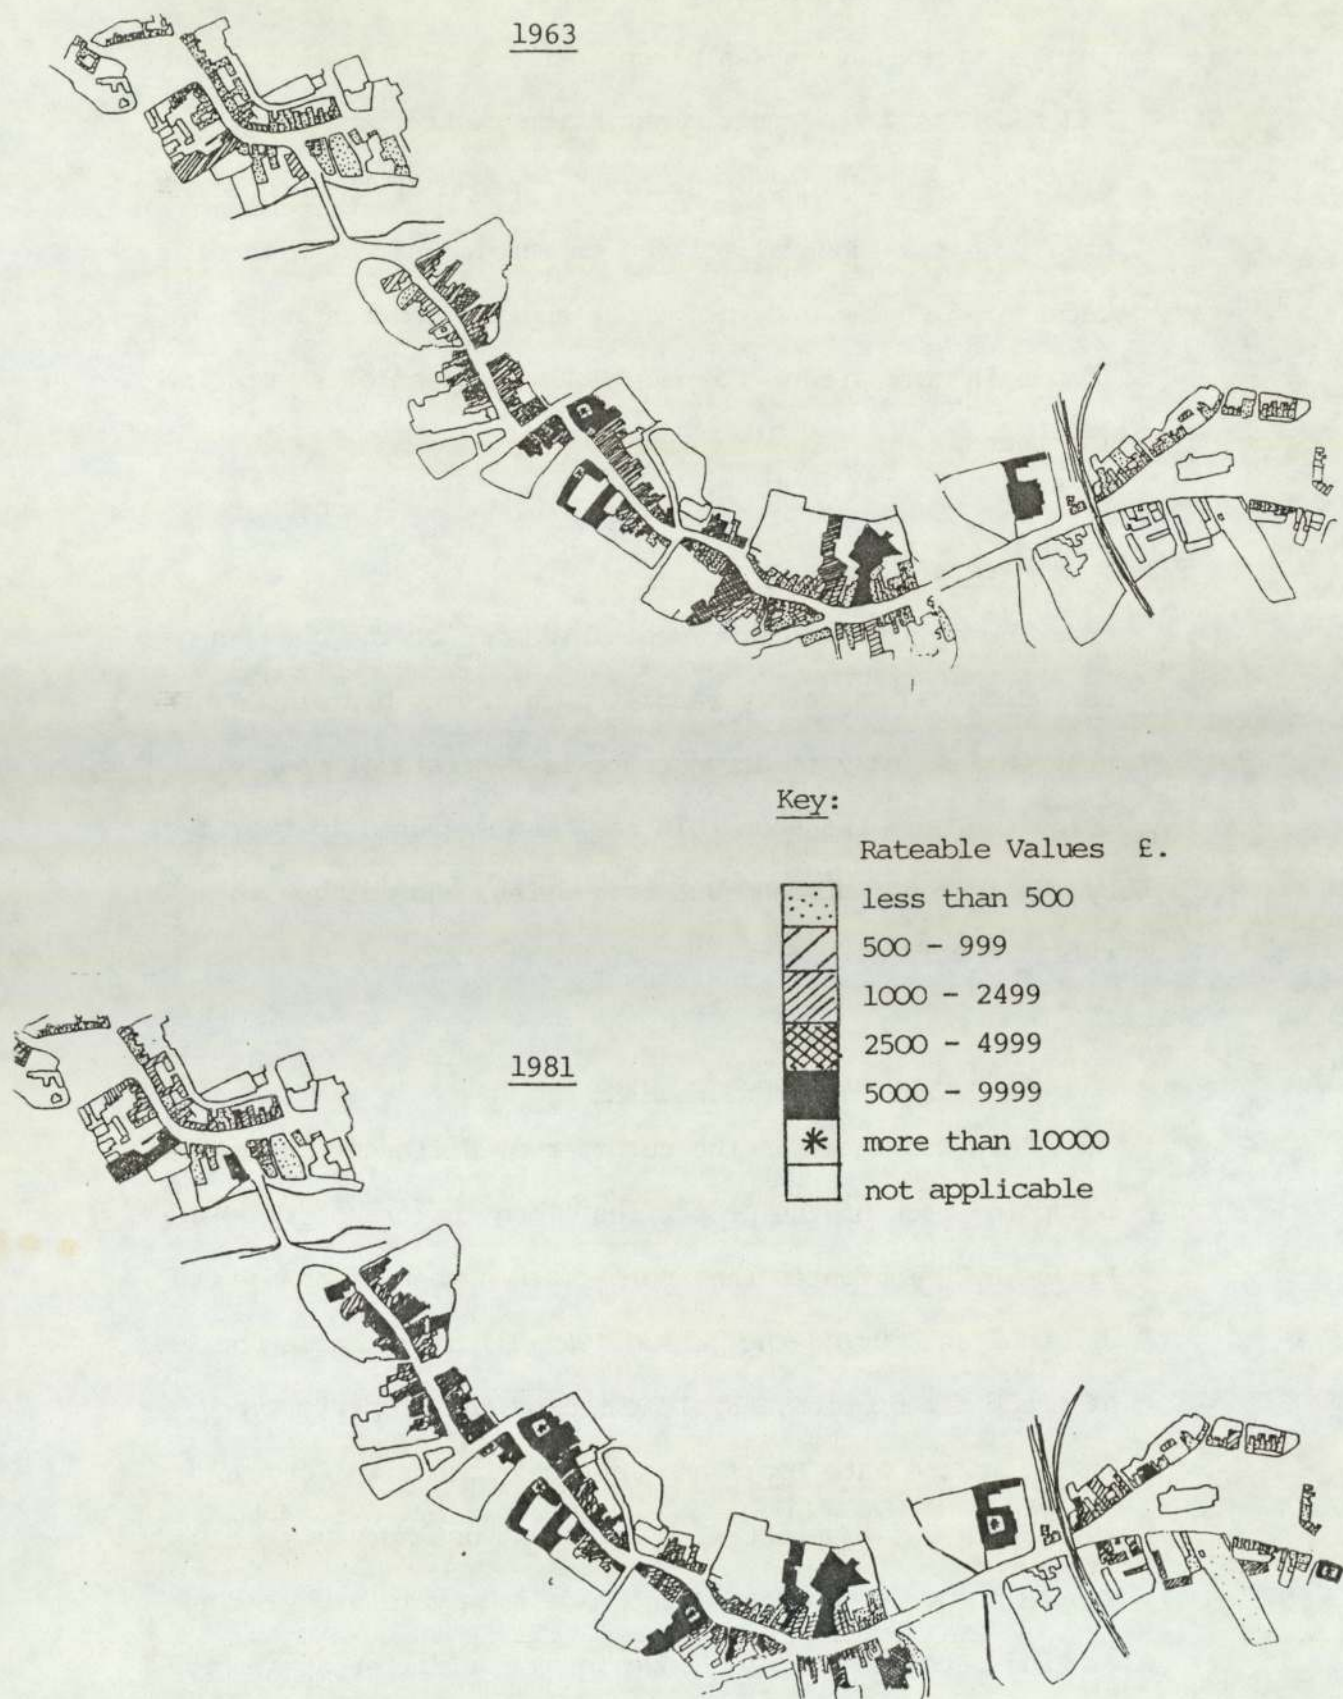 1963
Key:
Rateable Values £.
less than 500
500 - 999
1000 - 2499
2500 - 4999
5000 - 9999
* more than 10000
not applicable
1981